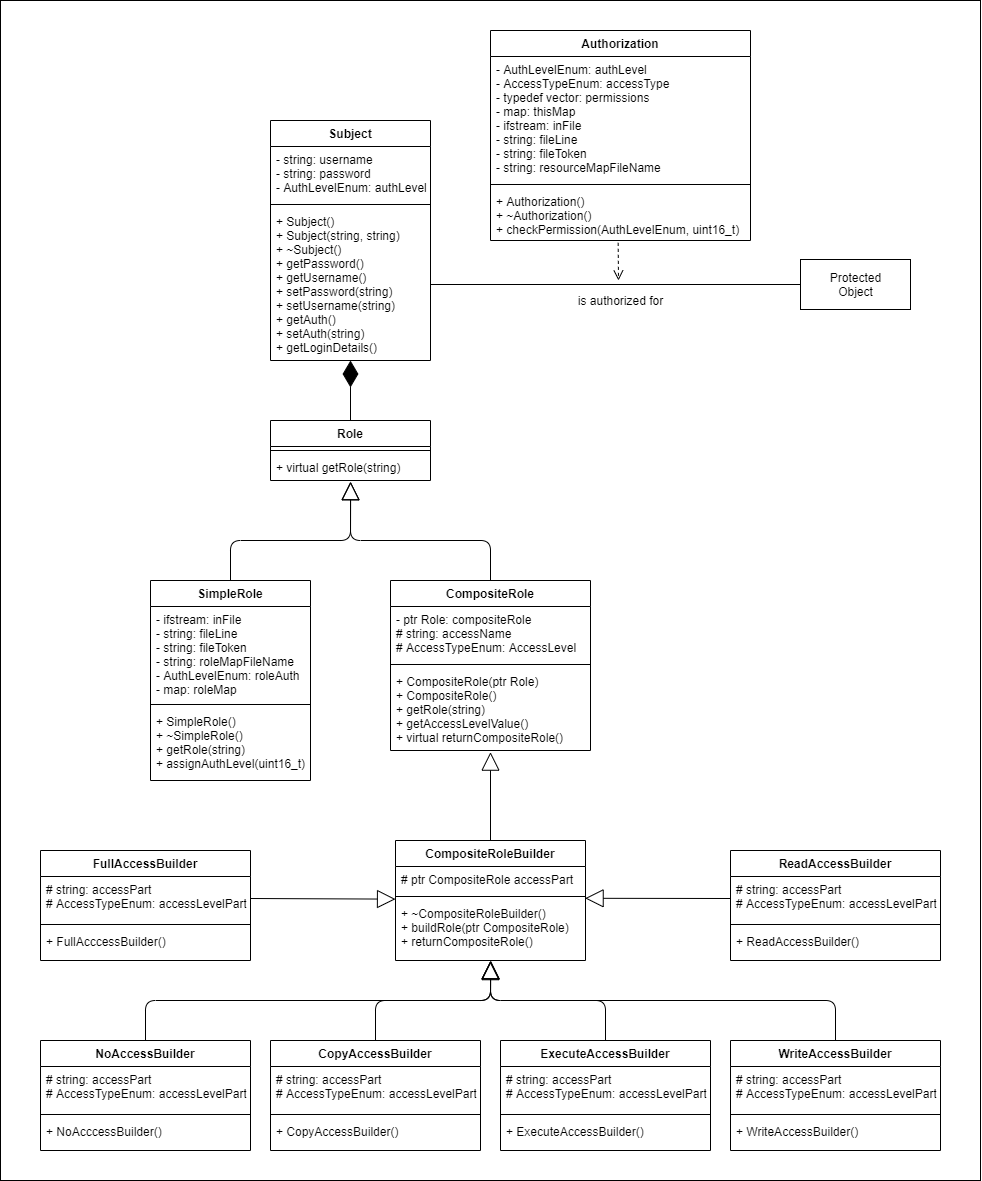 Authorization
- AuthLevelEnum: authLevel
- AccessTypeEnum: accessType
- typedef vector: permissions
- map: thisMap
- ifstream: inFile
- string: fileLine
- string: fileToken
- string: resourceMapFileName
+ Authorization()
+ ~Authorization()
+ checkPermission(AuthLevelEnum, uint16_t)
Subject
- string: username
- string: password
- AuthLevelEnum: authLevel
+ Subject()
+ Subject(string, string)
+ ~Subject()
+ getPassword()
+ getUsername()
+ setPassword(string)
+ setUsername(string)
+ getAuth()
+ setAuth(string)
+ getLoginDetails()
is authorized for
Protected
Object
Role
+ virtual getRole(string)
SimpleRole
- ifstream: inFile
- string: fileLine
- string: fileToken
- string: roleMapFileName
- AuthLevelEnum: roleAuth
- map: roleMap
+ SimpleRole()
+ ~SimpleRole()
+ getRole(string)
+ assignAuthLevel(uint16_t)
CompositeRole
- ptr Role: compositeRole
# string: accessName
# AccessTypeEnum: AccessLevel
+ CompositeRole(ptr Role)
+ CompositeRole()
+ getRole(string)
+ getAccessLevelValue()
+ virtual returnCompositeRole()
FullAccessBuilder
# string: accessPart
# AccessTypeEnum: accessLevelPart
+ FullAcccessBuilder()
CompositeRoleBuilder
# ptr CompositeRole accessPart
+ ~CompositeRoleBuilder()
+ buildRole(ptr CompositeRole)
+ returnCompositeRole()
ReadAccessBuilder
# string: accessPart
# AccessTypeEnum: accessLevelPart
+ ReadAccessBuilder()
NoAccessBuilder
# string: accessPart
# AccessTypeEnum: accessLevelPart
+ NoAcccessBuilder()
CopyAccessBuilder
# string: accessPart
# AccessTypeEnum: accessLevelPart
+ CopyAccessBuilder()
ExecuteAccessBuilder
# string: accessPart
# AccessTypeEnum: accessLevelPart
+ ExecuteAccessBuilder()
WriteAccessBuilder
# string: accessPart
# AccessTypeEnum: accessLevelPart
+ WriteAccessBuilder()